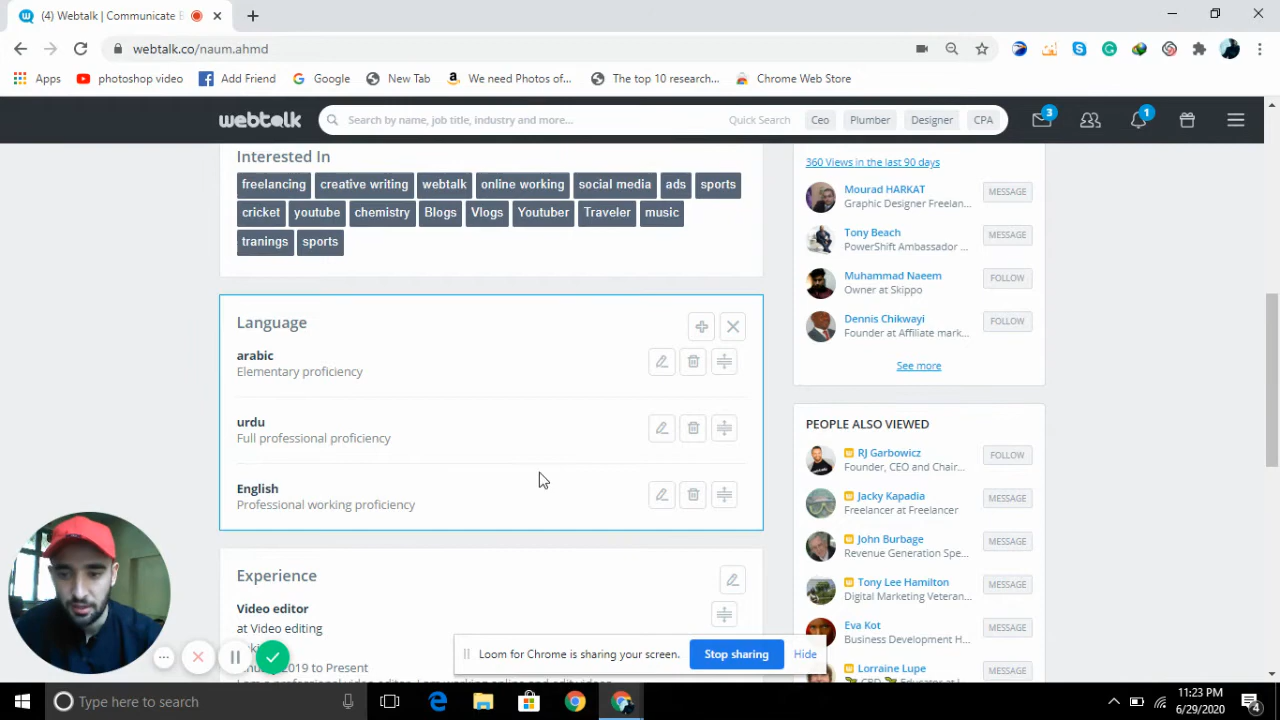 (4) Webtalk | Communicate B
webtalk.co/naum.ahmd
Apps photoshop video Add Friend Google New Tab We need Photos of... The top 10 research... Chrome Web Store
webtalk Search by name, job title, industry and more... Quick Search Ceo Plumber Designer CPA 3 1
Interested In
freelancing creative writing webtalk online working social media ads sports
cricket youtube chemistry Blogs Vlogs Youtuber Traveler music
tranings sports
Language
arabic
Elementary proficiency
urdu
Full professional proficiency
English
Professional working proficiency
Experience
Video editor
at Video editing
2019 to Present
360 Views in the last 90 days
Mourad HARKAT MESSAGE
Graphic Designer Freelan...
Tony Beach MESSAGE
PowerShift Ambassador ...
Muhammad Naeem FOLLOW
Owner at Skippo
Dennis Chikwayi FOLLOW
Founder at Affiliate mark...
See more
PEOPLE ALSO VIEWED
RJ Garbowicz FOLLOW
Founder, CEO and Chair...
Jacky Kapadia MESSAGE
Freelancer at Freelancer
John Burbage MESSAGE
Revenue Generation Spe...
Tony Lee Hamilton MESSAGE
Digital Marketing Veteran...
Eva Kot MESSAGE
Business Development H...
Lorraine Lupe MESSAGE
Loom for Chrome is sharing your screen. Stop sharing Hide
Type here to search
11:23 PM
6/29/2020
4